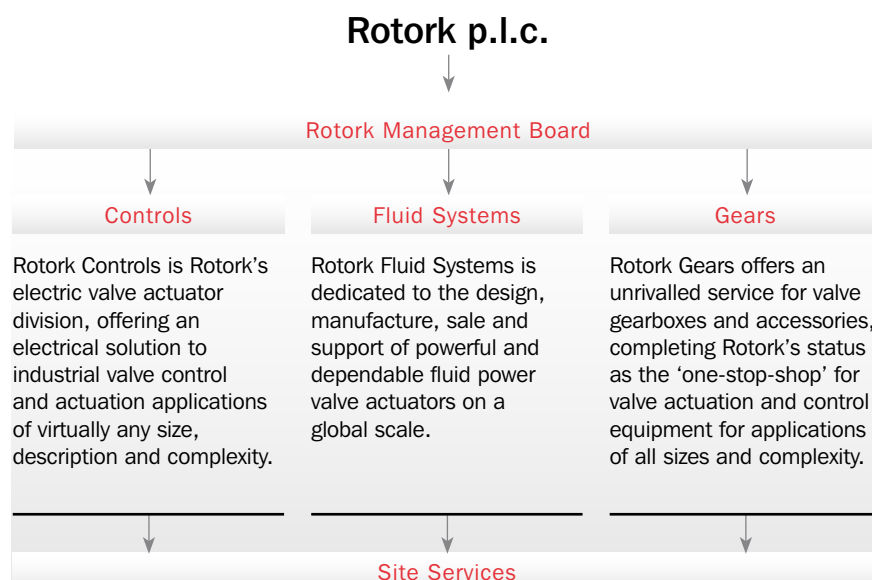 Rotork p.l.c.
Rotork Management Board
Controls
Rotork Controls is Rotork’s
electric valve actuator
division, offering an
electrical solution to
industrial valve control
and actuation applications
of virtually any size,
description and complexity.
Fluid Systems
Rotork Fluid Systems is
dedicated to the design,
manufacture, sale and
support of powerful and
dependable fluid power
valve actuators on a
global scale.
Gears
Rotork Gears offers an
unrivalled service for valve
gearboxes and accessories,
completing Rotork’s status
as the ‘one-stop-shop’ for
valve actuation and control
equipment for applications
of all sizes and complexity.
Site Services